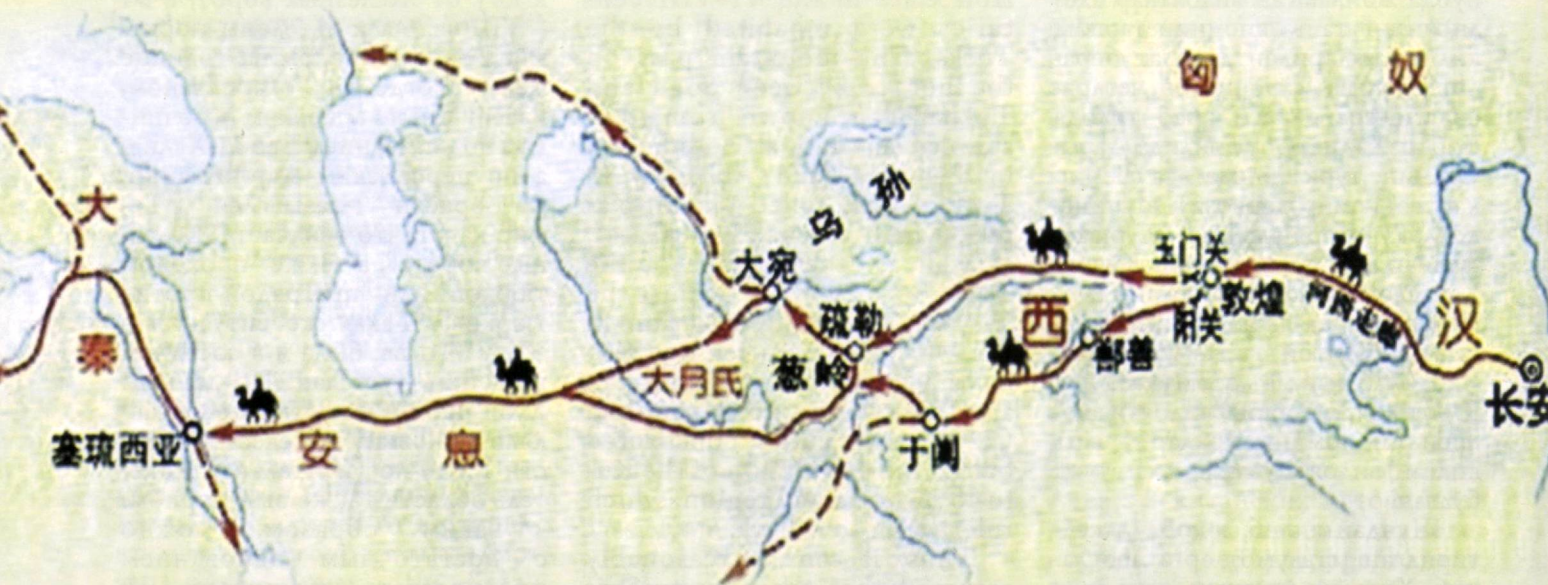 匈 奴
大
秦
乌 孙
大宛
玉门关
敦煌
阳关
河西走廊
汉
长安
西
疏勒
葱岭
鄯善
大月氏
塞琉西亚
安 息
于阗